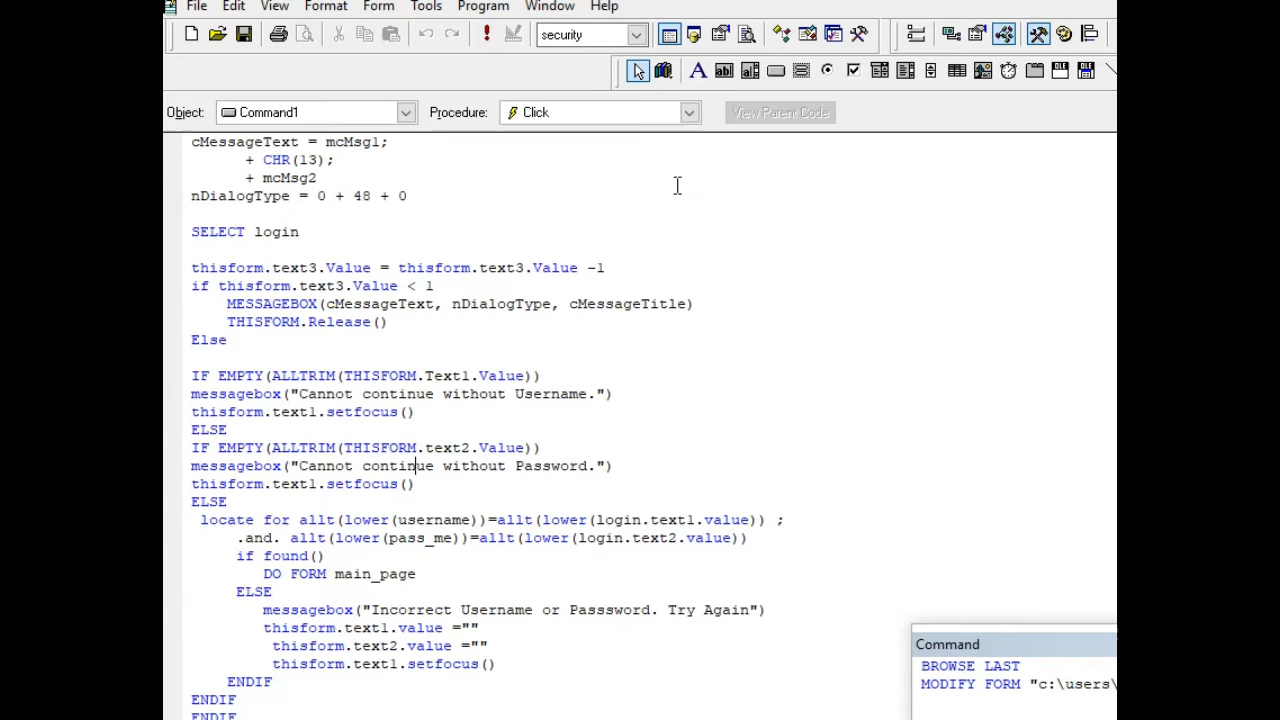 File Edit View Format Form Tools Program Window Help
security
Object: Command1 Procedure: Click View Parent Code
cMessageText = mcMsg1;
+ CHR(13);
+ mcMsg2
nDialogType = 0 + 48 + 0
SELECT login
thisform.text3.Value = thisform.text3.Value -1
if thisform.text3.Value < 1
MESSAGEBOX(cMessageText, nDialogType, cMessageTitle)
THISFORM.Release()
Else
IF EMPTY(ALLTRIM(THISFORM.Text1.Value))
messagebox("Cannot continue without Username.")
thisform.text1.setfocus()
ELSE
IF EMPTY(ALLTRIM(THISFORM.text2.Value))
messagebox("Cannot continue without Password.")
thisform.text1.setfocus()
ELSE
locate for allt(lower(username))=allt(lower(login.text1.value)) ;
.and. allt(lower(pass_me))=allt(lower(login.text2.value))
if found()
DO FORM main_page
ELSE
messagebox("Incorrect Username or Passsword. Try Again")
thisform.text1.value =""
thisform.text2.value =""
thisform.text1.setfocus()
ENDIF
ENDIF
ENDIF
Command
BROWSE LAST
MODIFY FORM "c:\users\